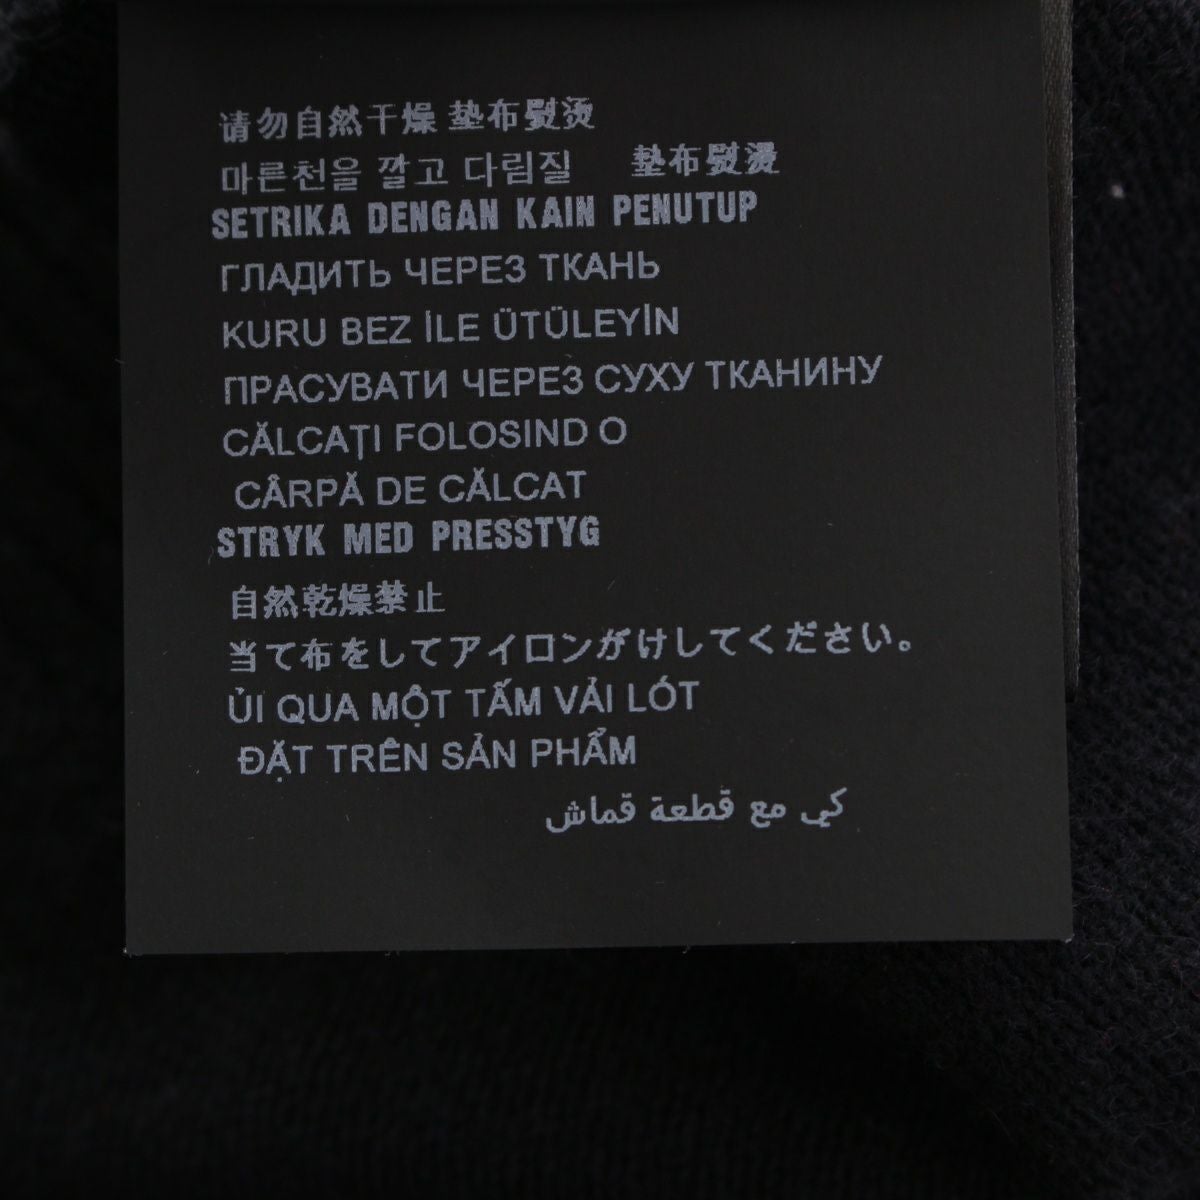 请勿自然干燥 垫布熨烫
마른천을 깔고 다림질 墊布熨燙
SETRIKA DENGAN KAIN PENUTUP
ГЛАДИТЬ ЧЕРЕЗ ТКАНЬ
KURU BEZ İLE ÜTÜLEYİN
ПРАСУВАТИ ЧЕРЕЗ СУХУ ТКАНИНУ
CĂLCAȚI FOLOSIND O
CÂRPĂ DE CĂLCAT
STRYK MED PRESSTYG
自然乾燥禁止
当て布をしてアイロンがけしてください。
ỦI QUA MỘT TẤM VẢI LÓT
ĐẶT TRÊN SẢN PHẨM
كي مع قطعة قماش